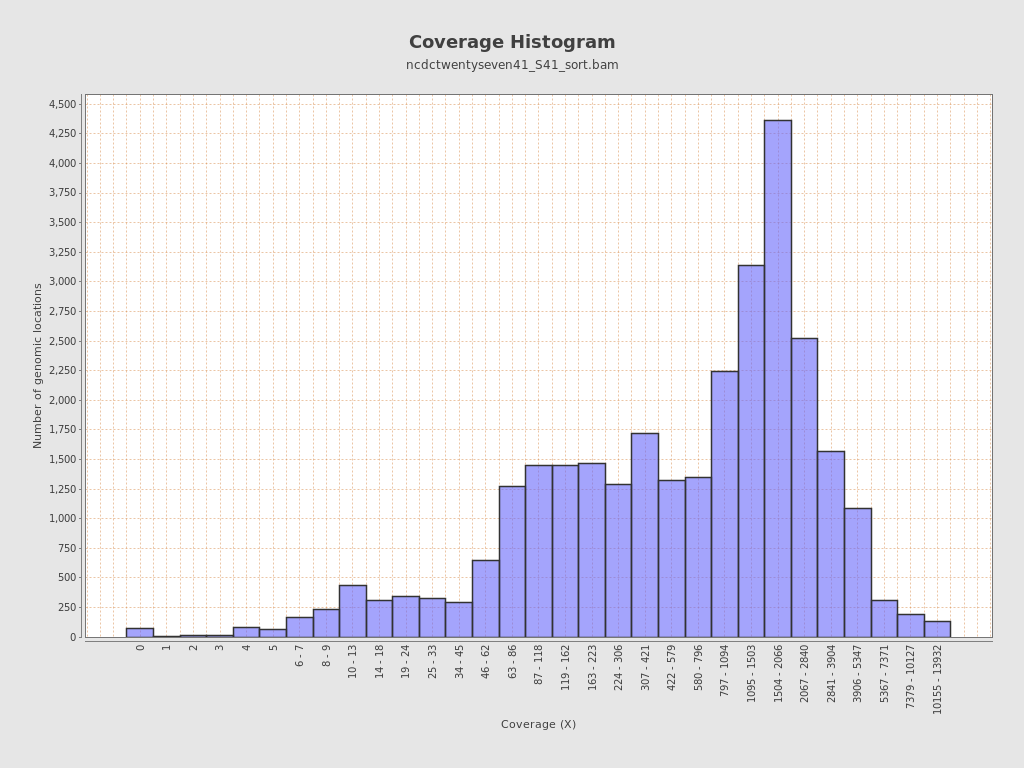 Coverage Histogram
ncdctwentyseven41_S41_sort.bam
4,500
4,250
4,000
3,750
3,500
3,250
3,000
2,750
2,500
2,250
2,000
1,750
1,500
1,250
1,000
750
500
250
0
Number of genomic locations
0
1
2
3
4
5
6 - 7
8 - 9
10 - 13
14 - 18
19 - 24
25 - 33
34 - 45
46 - 62
63 - 86
87 - 118
119 - 162
163 - 223
224 - 306
307 - 421
422 - 579
580 - 796
797 - 1094
1095 - 1503
1504 - 2066
2067 - 2840
2841 - 3904
3906 - 5347
5367 - 7371
7379 - 10127
10155 - 13932
Coverage (X)